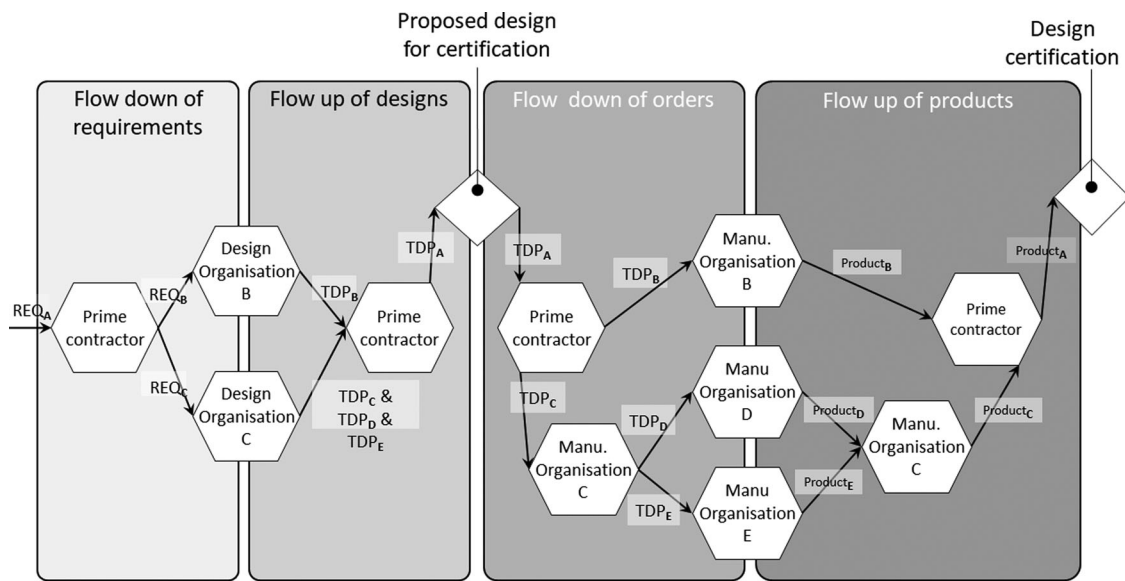 Proposed design
for certification
Design
certification
Flow down of
requirements
Flow up of designs
Flow down of orders
Flow up of products
REQA
Prime
contractor
REQB
REQC
Design
Organisation
B
Design
Organisation
C
TDPB
TDPC &
TDPD &
TDPE
Prime
contractor
TDPA
TDPA
Prime
contractor
TDPB
TDPC
Manu.
Organisation
C
TDPD
TDPE
Manu.
Organisation
B
Manu
Organisation
D
Manu
Organisation
E
ProductB
ProductD
ProductE
Manu.
Organisation
C
ProductC
Prime
contractor
ProductA